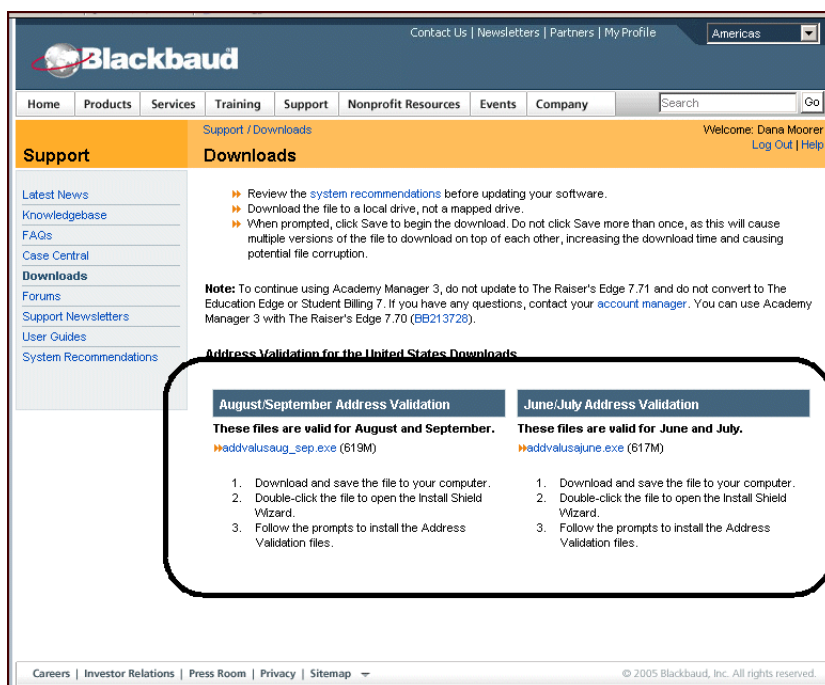 Contact Us | Newsletters | Partners | My Profile
Americas
Blackbaud
Home Products Services Training Support Nonprofit Resources Events Company
Search Go
Support / Downloads
Welcome: Dana Moorer
Log Out | Help
Support
Downloads
Latest News
Knowledgebase
FAQs
Case Central
Downloads
Forums
Support Newsletters
User Guides
System Recommendations
Review the system recommendations before updating your software.
Download the file to a local drive, not a mapped drive.
When prompted, click Save to begin the download. Do not click Save more than once, as this will cause
multiple versions of the file to download on top of each other, increasing the download time and causing
potential file corruption.
Note: To continue using Academy Manager 3, do not update to The Raiser's Edge 7.71 and do not convert to The
Education Edge or Student Billing 7. If you have any questions, contact your account manager. You can use Academy
Manager 3 with The Raiser's Edge 7.70 (BB213728).
Address Validation for the United States Downloads
August/September Address Validation
These files are valid for August and September.
addvalusaug_sep.exe (619M)
1. Download and save the file to your computer.
2. Double-click the file to open the Install Shield
Wizard.
3. Follow the prompts to install the Address
Validation files.
June/July Address Validation
These files are valid for June and July.
addvalusajune.exe (617M)
1. Download and save the file to your computer.
2. Double-click the file to open the Install Shield
Wizard.
3. Follow the prompts to install the Address
Validation files.
Careers | Investor Relations | Press Room | Privacy | Sitemap
© 2005 Blackbaud, Inc. All rights reserved.